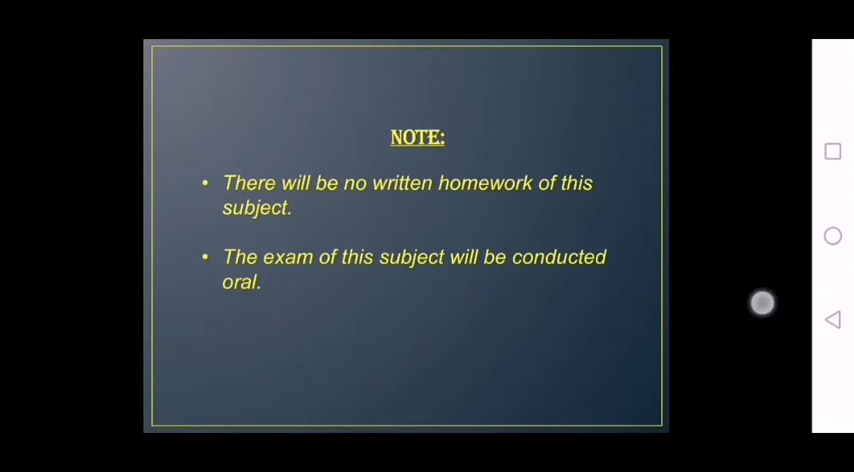 NOTE:
• There will be no written homework of this
subject.
• The exam of this subject will be conducted
oral.